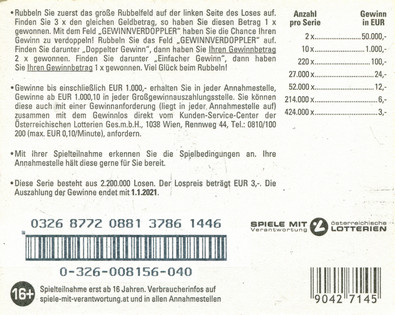 • Rubbeln Sie zuerst das große Rubbelfeld auf der linken Seite des Loses auf.
Finden Sie 3 x den gleichen Geldbetrag, so haben Sie diesen Betrag 1 x
gewonnen. Mit dem Feld „GEWINNVERDOPPLER“ haben Sie die Chance Ihren
Gewinn zu verdoppeln! Rubbeln Sie das Feld „GEWINNVERDOPPLER“ auf.
Finden Sie darunter „Doppelter Gewinn“, dann haben Sie Ihren Gewinnbetrag
2 x gewonnen. Finden Sie darunter „Einfacher Gewinn“, dann haben Sie
Ihren Gewinnbetrag 1 x gewonnen. Viel Glück beim Rubbeln!
• Gewinne bis einschließlich EUR 1.000,- erhalten Sie in jeder Annahmestelle,
Gewinne ab EUR 1.000,10 in jeder Großgewinnauszahlungsstelle. Sie können
diese auch mit einer Gewinnanforderung (liegt in jeder Annahmestelle auf)
zusammen mit dem Gewinnlos direkt vom Kunden-Service-Center der
Österreichischen Lotterien Ges.m.b.H., 1038 Wien, Rennweg 44, Tel.: 0810/100
200 (max. EUR 0,10/Minute), anfordern.
• Mit ihrer Spielteilnahme erkennen Sie die Spielbedingungen an. Ihre
Annahmestelle hält diese gerne für Sie bereit.
• Diese Serie besteht aus 2.200.000 Losen. Der Lospreis beträgt EUR 3,-. Die
Auszahlung der Gewinne endet mit 1.1.2021.
Anzahl Gewinn
pro Serie in EUR
2 x 50.000,-
10 x 1.000,-
220 x 100,-
27.000 x 24,-
52.000 x 12,-
214.000 x 6,-
424.000 x 3,-
0326 8772 0881 3786 1446
0-326-008156-040
SPIELE MIT
Verantwortung
österreichische
LOTTERIEN
16+
Spielteilnahme erst ab 16 Jahren. Verbraucherinfos auf
spiele-mit-verantwortung.at und in allen Annahmestellen
9042 7145